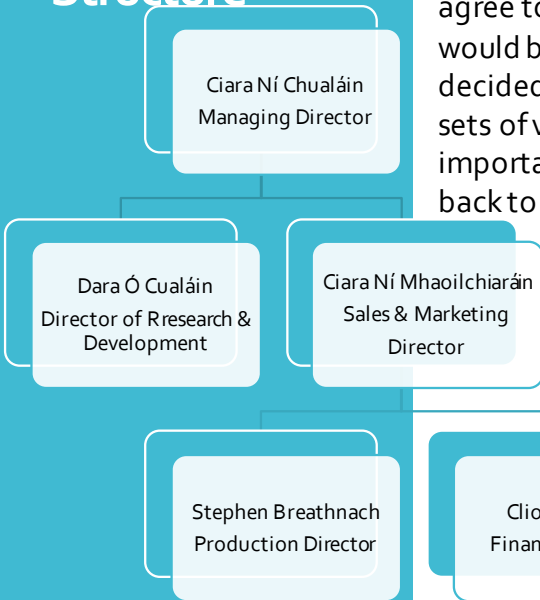 Structure
agree to
would b
decided
sets of v
importa
back to
Ciara Ní Chualáin
Managing Director
Dara Ó Cualáin
Director of Rresearch &
Development
Ciara Ní Mhaoilchiaráin
Sales & Marketing
Director
Stephen Breathnach
Production Director
Clio
Finan